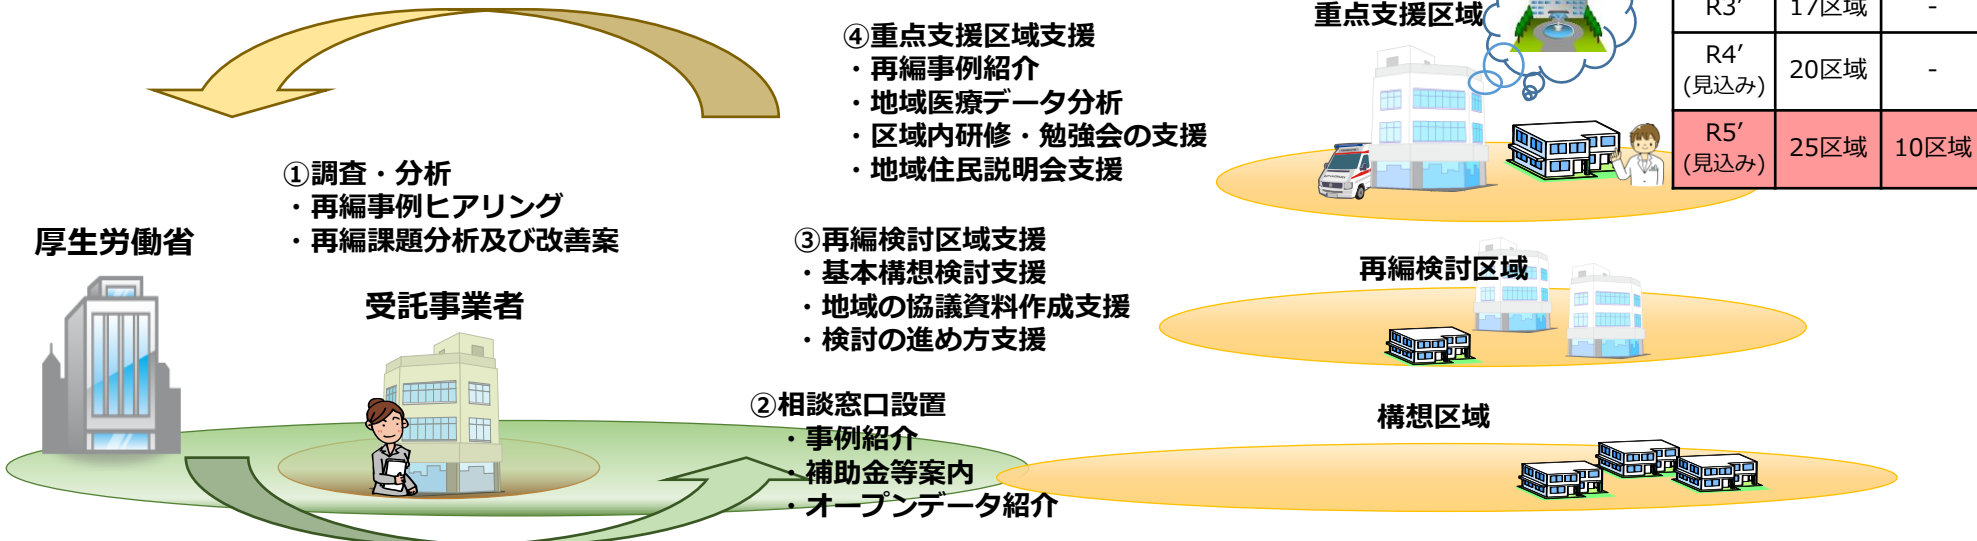 厚生労働省
①調査・分析
・再編事例ヒアリング
・再編課題分析及び改善案
受託事業者
④重点支援区域支援
・再編事例紹介
・地域医療データ分析
・区域内研修・勉強会の支援
・地域住民説明会支援
③再編検討区域支援
・基本構想検討支援
・地域の協議資料作成支援
・検討の進め方支援
②相談窓口設置
・事例紹介
・補助金等案内
・オープンデータ紹介
重点支援区域
再編検討区域
構想区域
R3′ 17区域 -
R4′
(見込み) 20区域 -
R5′
(見込み) 25区域 10区域